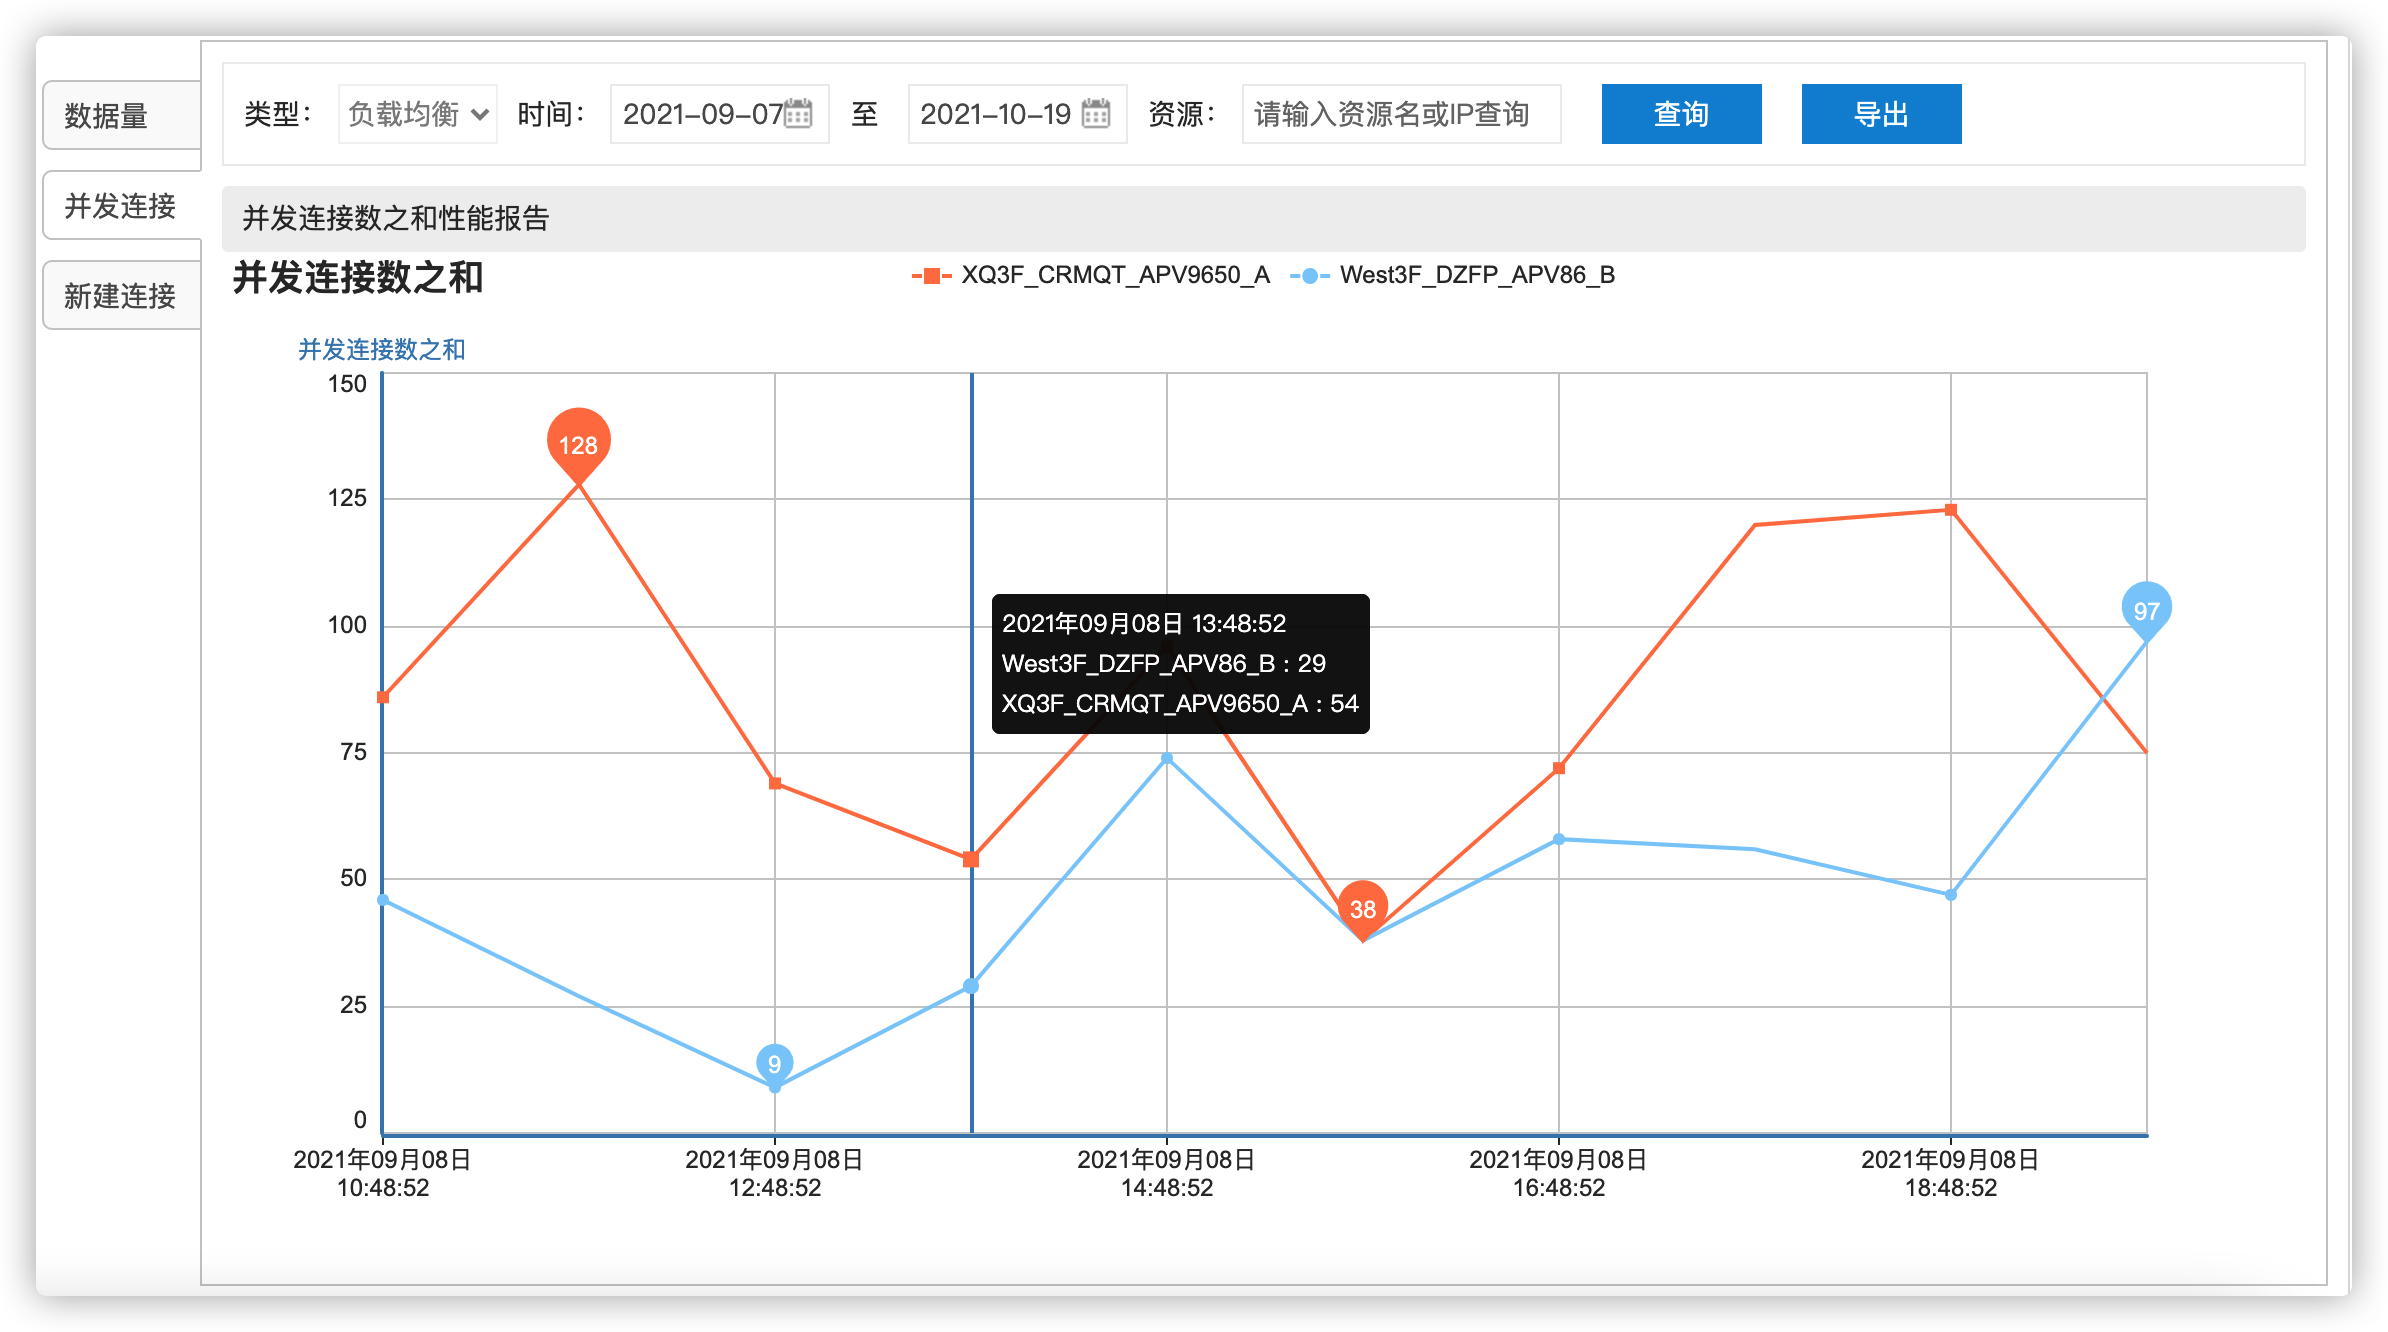 数据量
并发连接
新建连接
类型： 负载均衡 时间： 2021-09-07 至 2021-10-19 资源： 请输入资源名或IP查询 查询 导出
并发连接数之和性能报告
并发连接数之和
XQ3F_CRMQT_APV9650_A West3F_DZFP_APV86_B
并发连接数之和
150
128
125
100
97
2021年09月08日 13:48:52
West3F_DZFP_APV86_B : 29
XQ3F_CRMQT_APV9650_A : 54
75
50
38
25
9
0
2021年09月08日 2021年09月08日 2021年09月08日 2021年09月08日 2021年09月08日
10:48:52 12:48:52 14:48:52 16:48:52 18:48:52